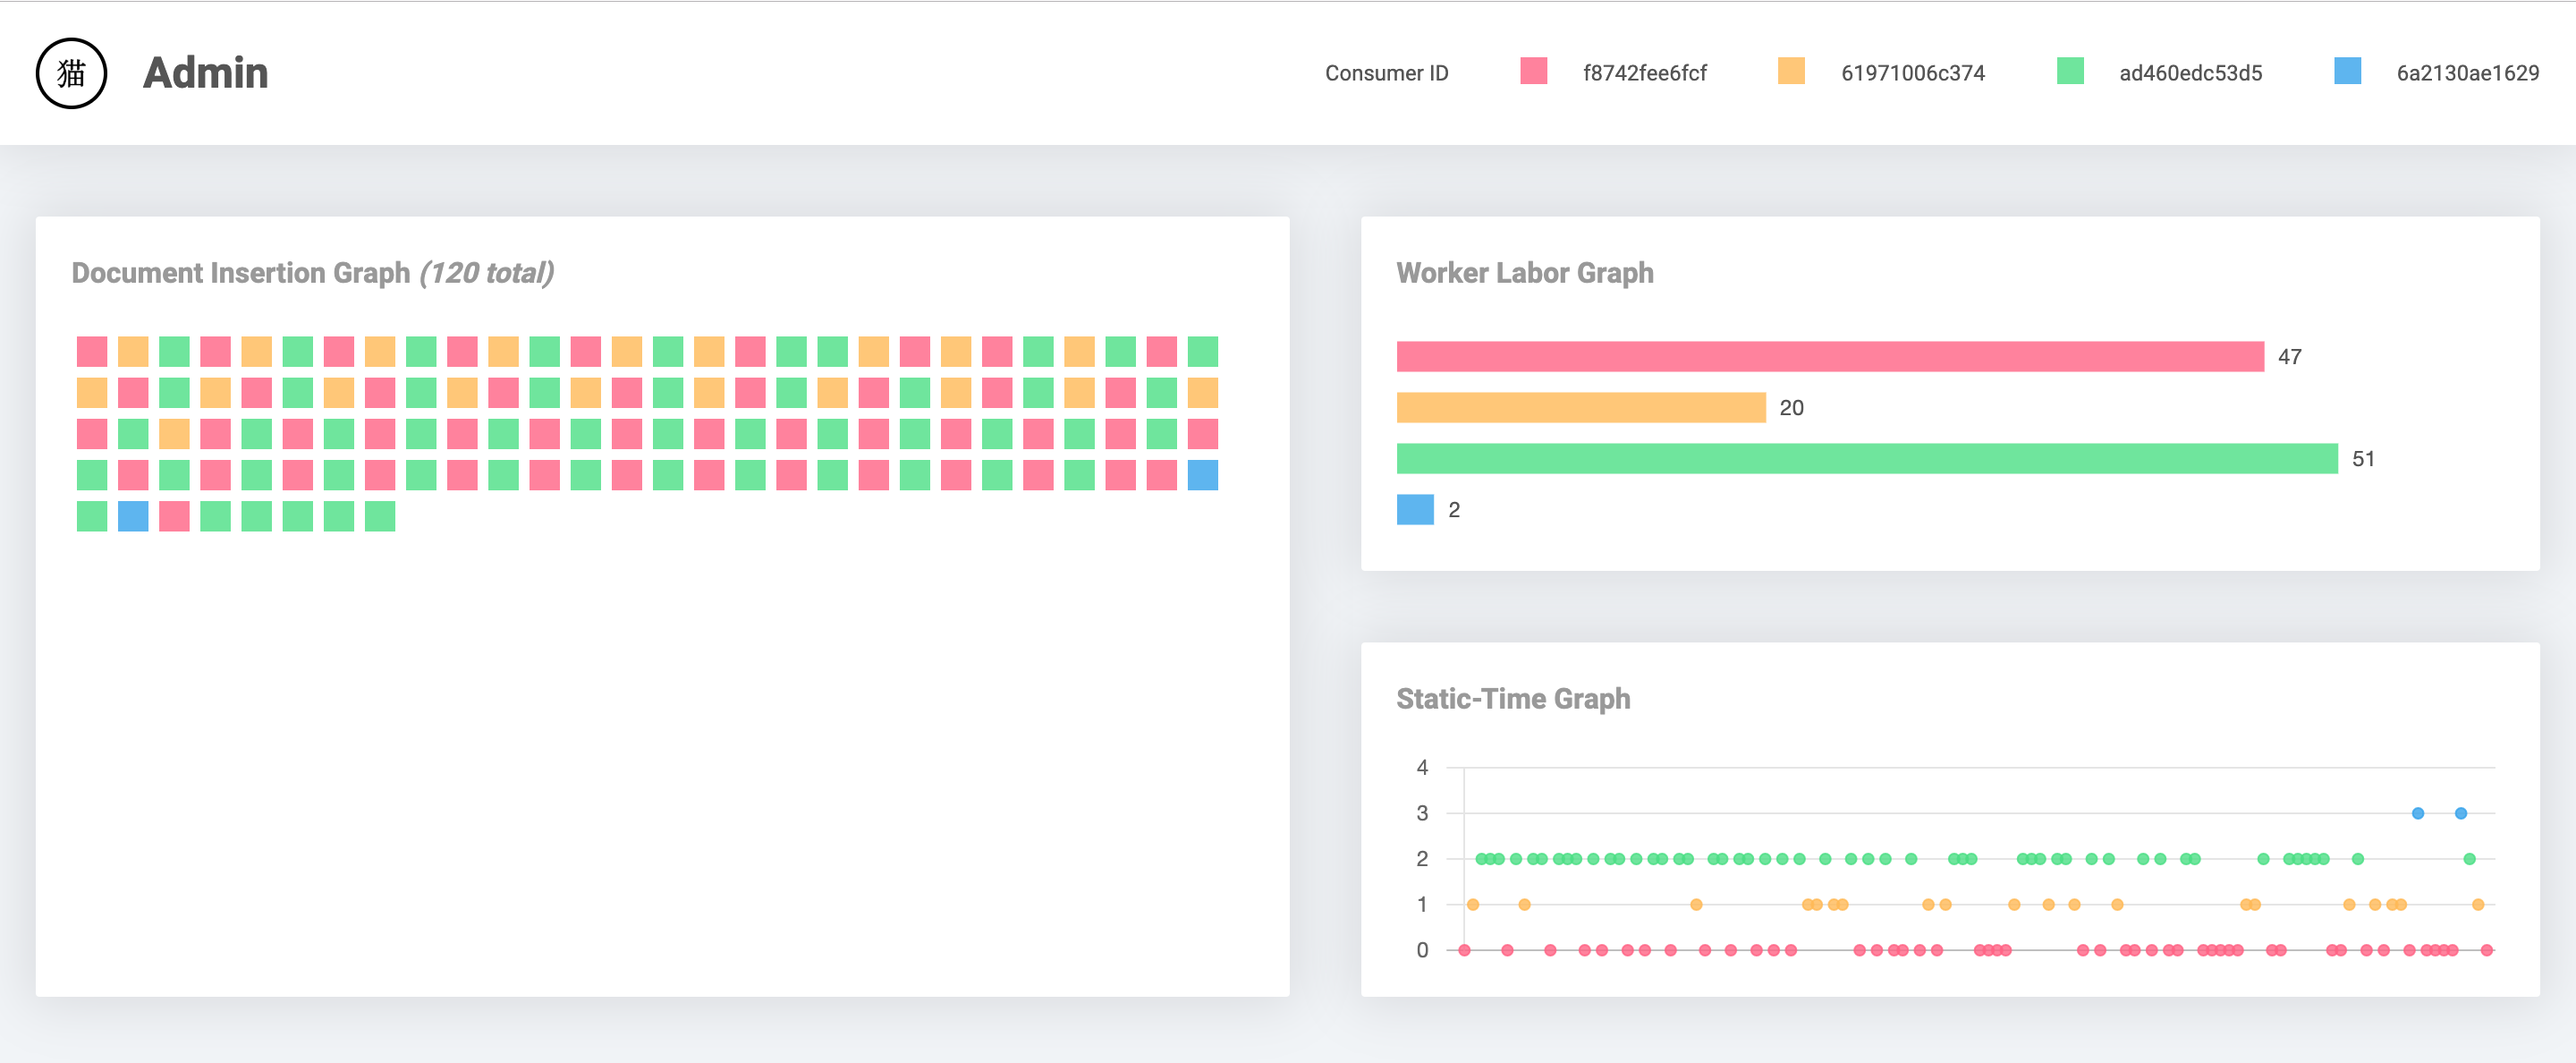 猫 Admin Consumer ID f8742fee6fcf 61971006c374 ad460edc53d5 6a2130ae1629
Document Insertion Graph (120 total)
Worker Labor Graph
47
20
51
2
Static-Time Graph
4
3
2
1
0